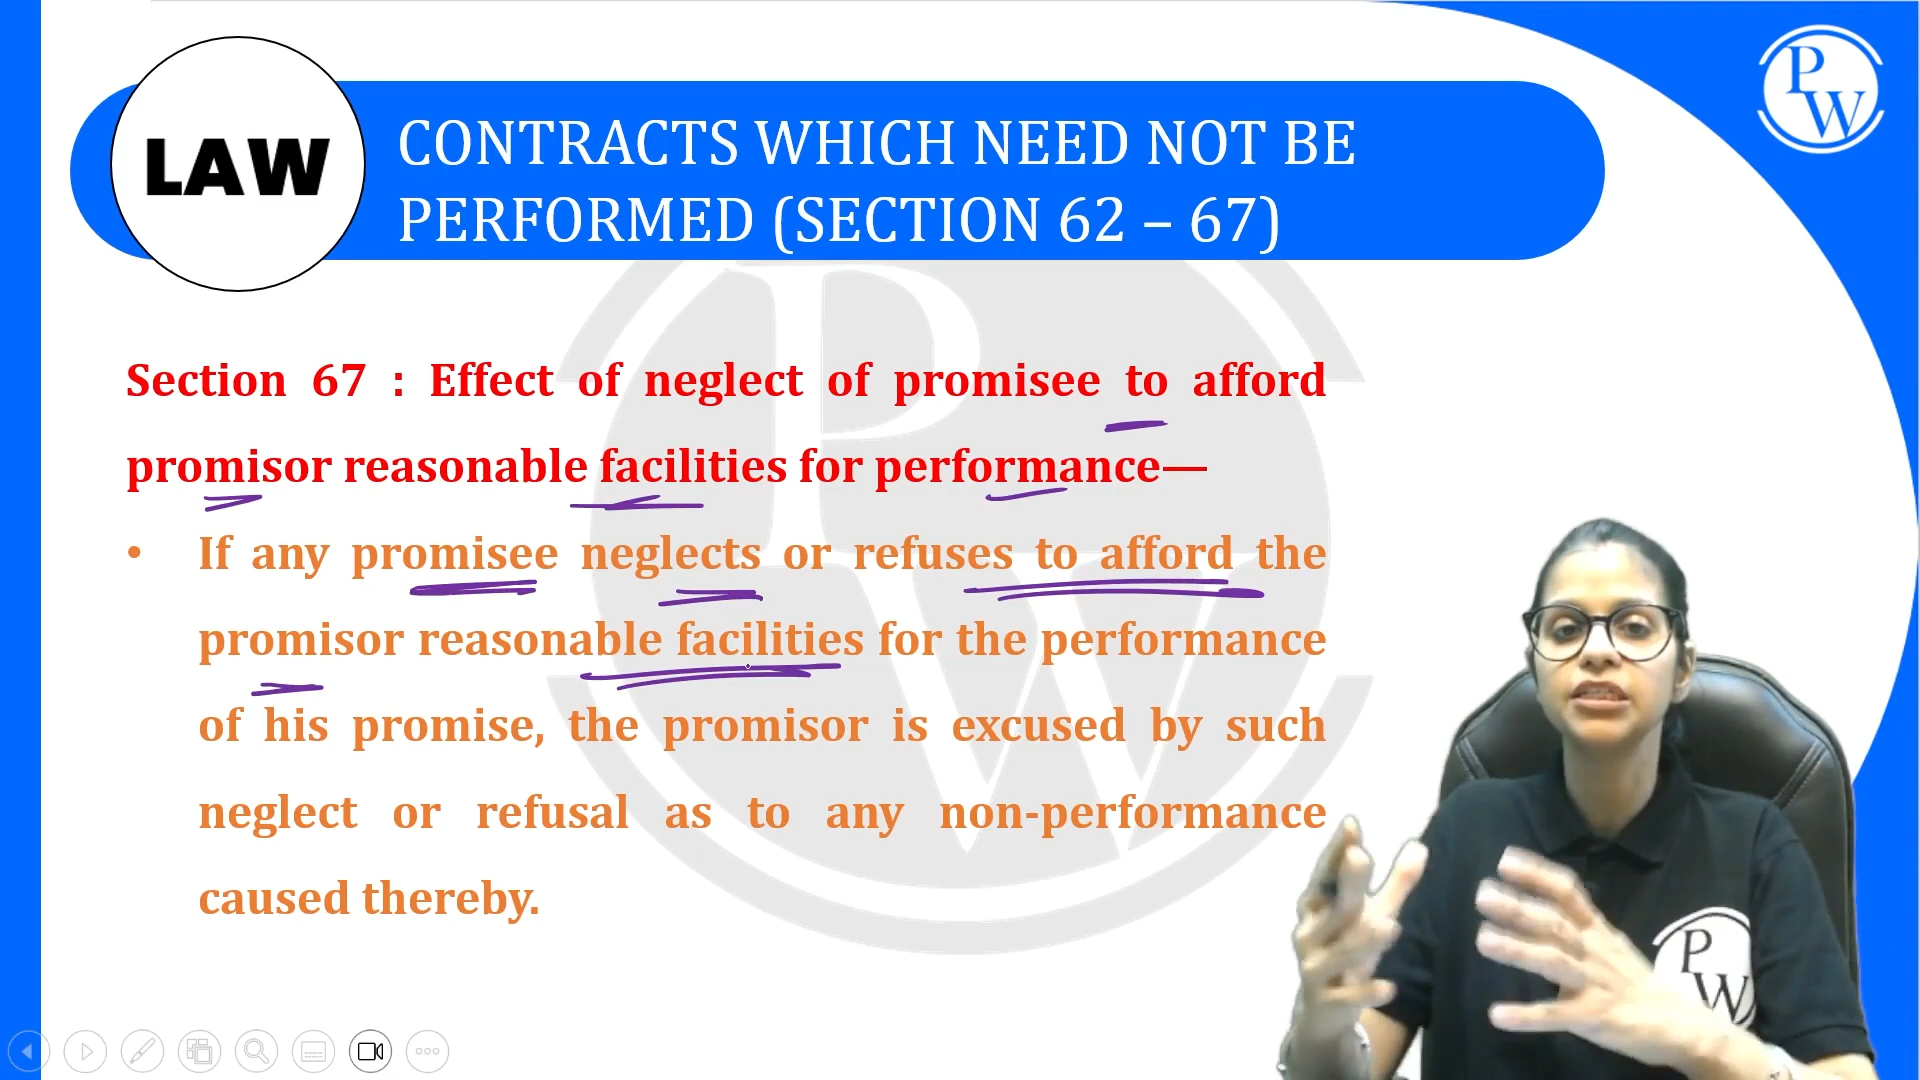 LAW
CONTRACTS WHICH NEED NOT BE
PERFORMED (SECTION 62 – 67)
PW
Section 67 : Effect of neglect of promisee to afford
promisor reasonable facilities for performance—
• If any promisee neglects or refuses to afford the
promisor reasonable facilities for the performance
of his promise, the promisor is excused by such
neglect or refusal as to any non-performance
caused thereby.
PW
PW